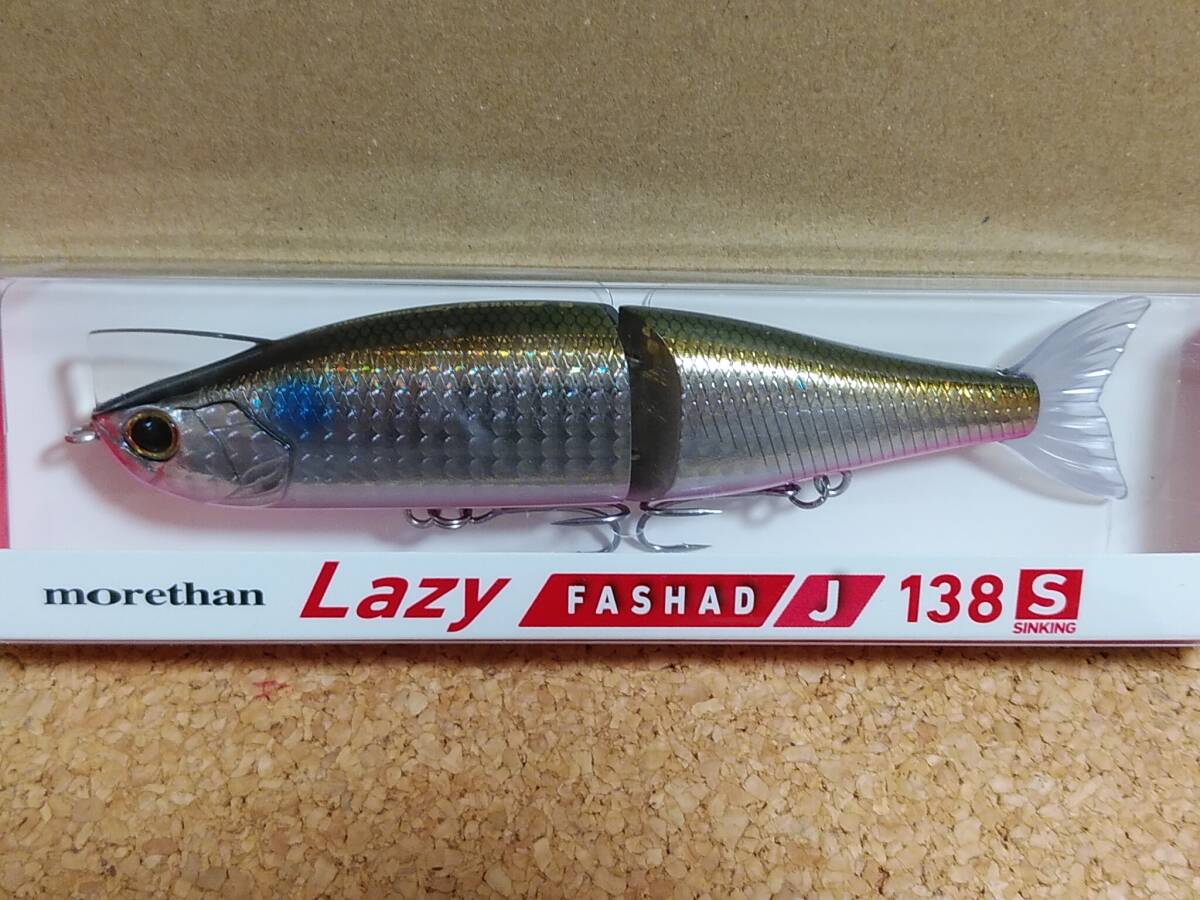 morethan Lazy FASHAD J 138 S
SINKING